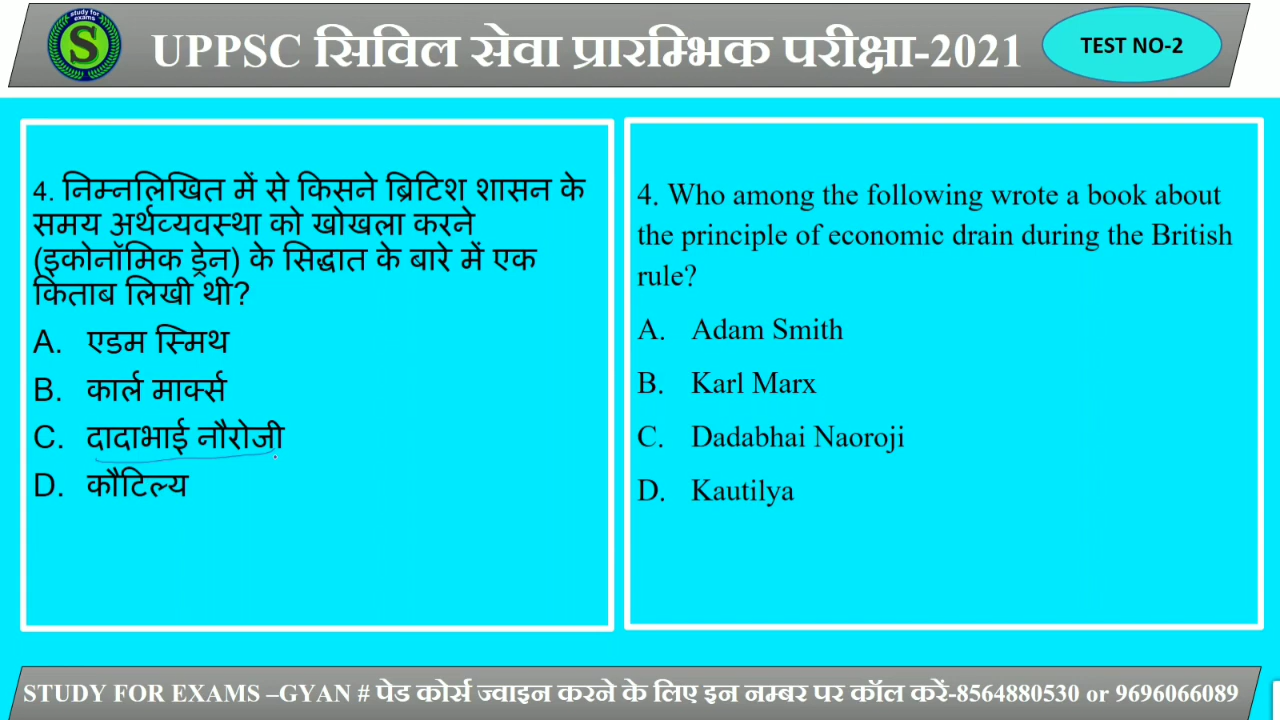 study for
exams
S
UPPSC सिविल सेवा प्रारम्भिक परीक्षा-2021
TEST NO-2
4. निम्नलिखित में से किसने ब्रिटिश शासन के
समय अर्थव्यवस्था को खोखला करने
(इकोनॉमिक ड्रेन) के सिद्धात के बारे में एक
किताब लिखी थी?
A. एडम स्मिथ
B. कार्ल मार्क्स
C. दादाभाई नौरोजी
D. कौटिल्य
4. Who among the following wrote a book about
the principle of economic drain during the British
rule?
A. Adam Smith
B. Karl Marx
C. Dadabhai Naoroji
D. Kautilya
STUDY FOR EXAMS –GYAN # पेड कोर्स ज्वाइन करने के लिए इन नम्बर पर कॉल करें-8564880530 or 9696066089